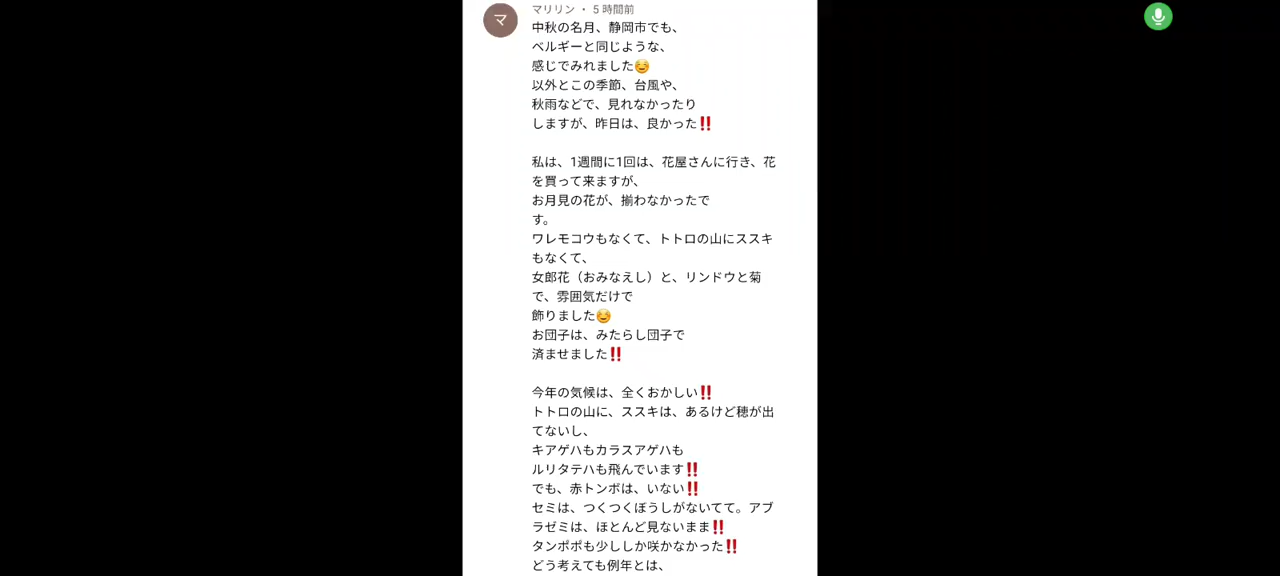 マ
マリリン ・ 5 時間前
中秋の名月、静岡市でも、
ベルギーと同じような、
感じでみれました😊
以外とこの季節、台風や、
秋雨などで、見れなかったり
しますが、昨日は、良かった‼️

私は、1週間に1回は、花屋さんに行き、花
を買って来ますが、
お月見の花が、揃わなかったで
す。
ワレモコウもなくて、トトロの山にススキ
もなくて、
女郎花（おみなえし）と、リンドウと菊
で、雰囲気だけで
飾りました😊
お団子は、みたらし団子で
済ませました‼️

今年の気候は、全くおかしい‼️
トトロの山に、ススキは、あるけど穂が出
てないし、
キアゲハもカラスアゲハも
ルリタテハも飛んでいます‼️
でも、赤トンボは、いない‼️
セミは、つくつくぼうしがないてて。アブ
ラゼミは、ほとんど見ないまま‼️
タンポポも少ししか咲かなかった‼️
どう考えても例年とは、